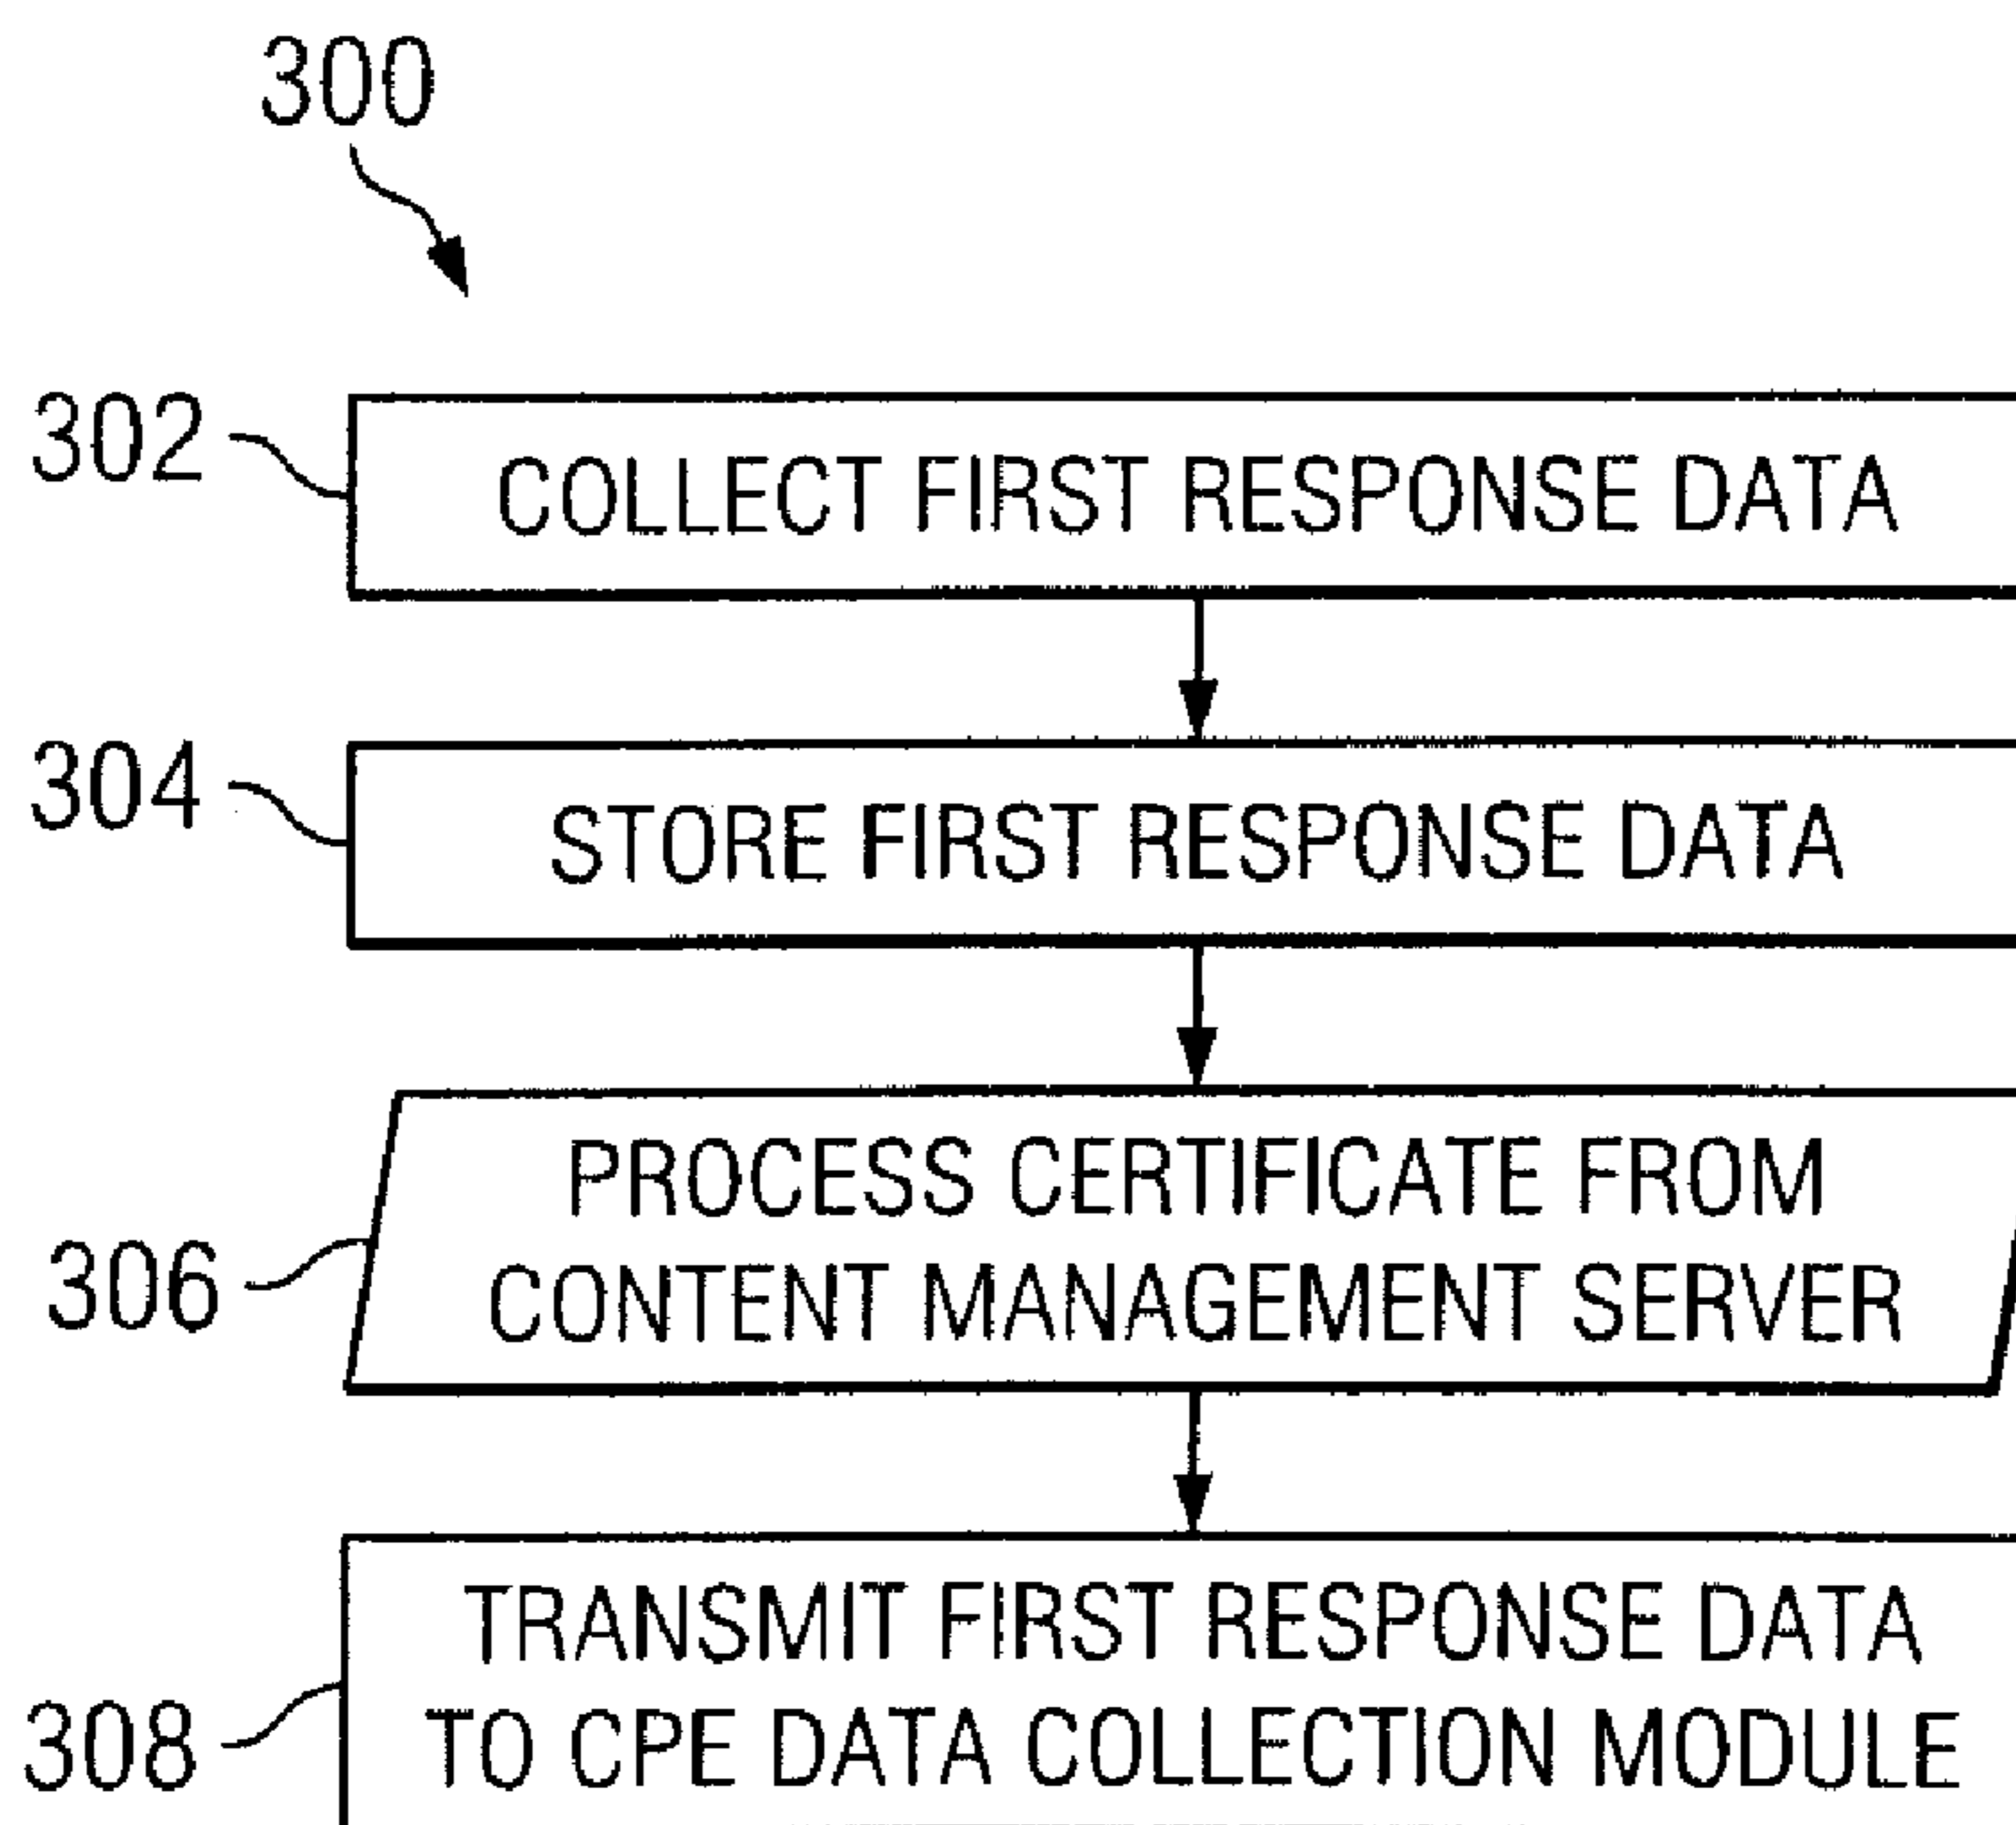 300
302
COLLECT FIRST RESPONSE DATA
304
STORE FIRST RESPONSE DATA
306
PROCESS CERTIFICATE FROM
CONTENT MANAGEMENT SERVER
308
TRANSMIT FIRST RESPONSE DATA
TO CPE DATA COLLECTION MODULE